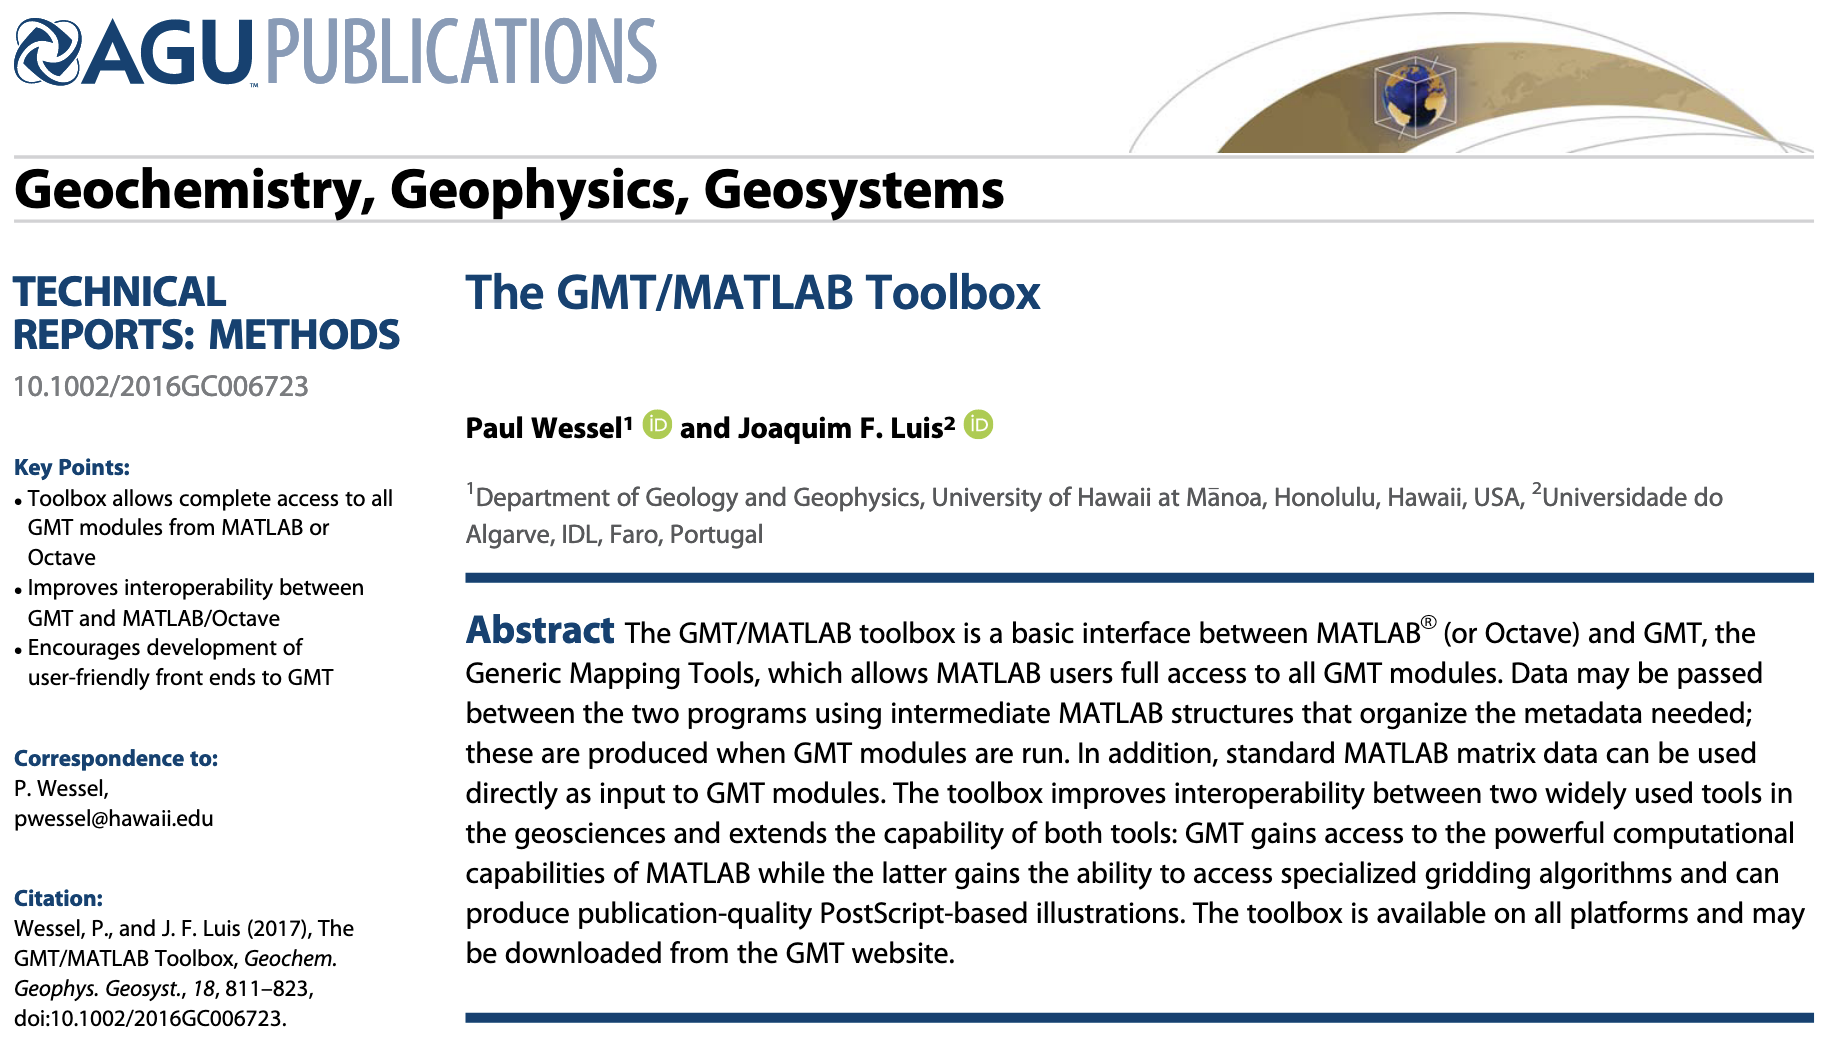 AGU™ PUBLICATIONS
Geochemistry, Geophysics, Geosystems
TECHNICAL
REPORTS: METHODS
10.1002/2016GC006723
Key Points:
• Toolbox allows complete access to all
GMT modules from MATLAB or
Octave
• Improves interoperability between
GMT and MATLAB/Octave
• Encourages development of
user-friendly front ends to GMT
Correspondence to:
P. Wessel,
pwessel@hawaii.edu
Citation:
Wessel, P., and J. F. Luis (2017), The
GMT/MATLAB Toolbox, Geochem.
Geophys. Geosyst., 18, 811–823,
doi:10.1002/2016GC006723.
The GMT/MATLAB Toolbox
Paul Wessel¹ iD and Joaquim F. Luis² iD
¹Department of Geology and Geophysics, University of Hawaii at Mānoa, Honolulu, Hawaii, USA, ²Universidade do
Algarve, IDL, Faro, Portugal
Abstract The GMT/MATLAB toolbox is a basic interface between MATLAB® (or Octave) and GMT, the
Generic Mapping Tools, which allows MATLAB users full access to all GMT modules. Data may be passed
between the two programs using intermediate MATLAB structures that organize the metadata needed;
these are produced when GMT modules are run. In addition, standard MATLAB matrix data can be used
directly as input to GMT modules. The toolbox improves interoperability between two widely used tools in
the geosciences and extends the capability of both tools: GMT gains access to the powerful computational
capabilities of MATLAB while the latter gains the ability to access specialized gridding algorithms and can
produce publication-quality PostScript-based illustrations. The toolbox is available on all platforms and may
be downloaded from the GMT website.